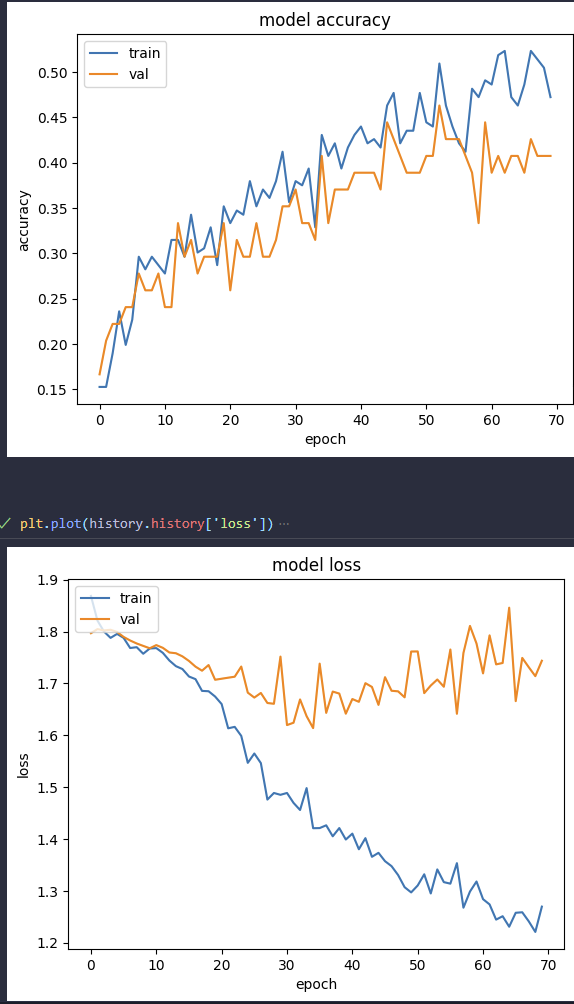 model accuracy
train
val
0.50
0.45
0.40
0.35
0.30
0.25
0.20
0.15
accuracy
0 10 20 30 40 50 60 70
epoch
plt.plot(history.history['loss']) ···
model loss
train
val
1.9
1.8
1.7
1.6
1.5
1.4
1.3
1.2
loss
0 10 20 30 40 50 60 70
epoch